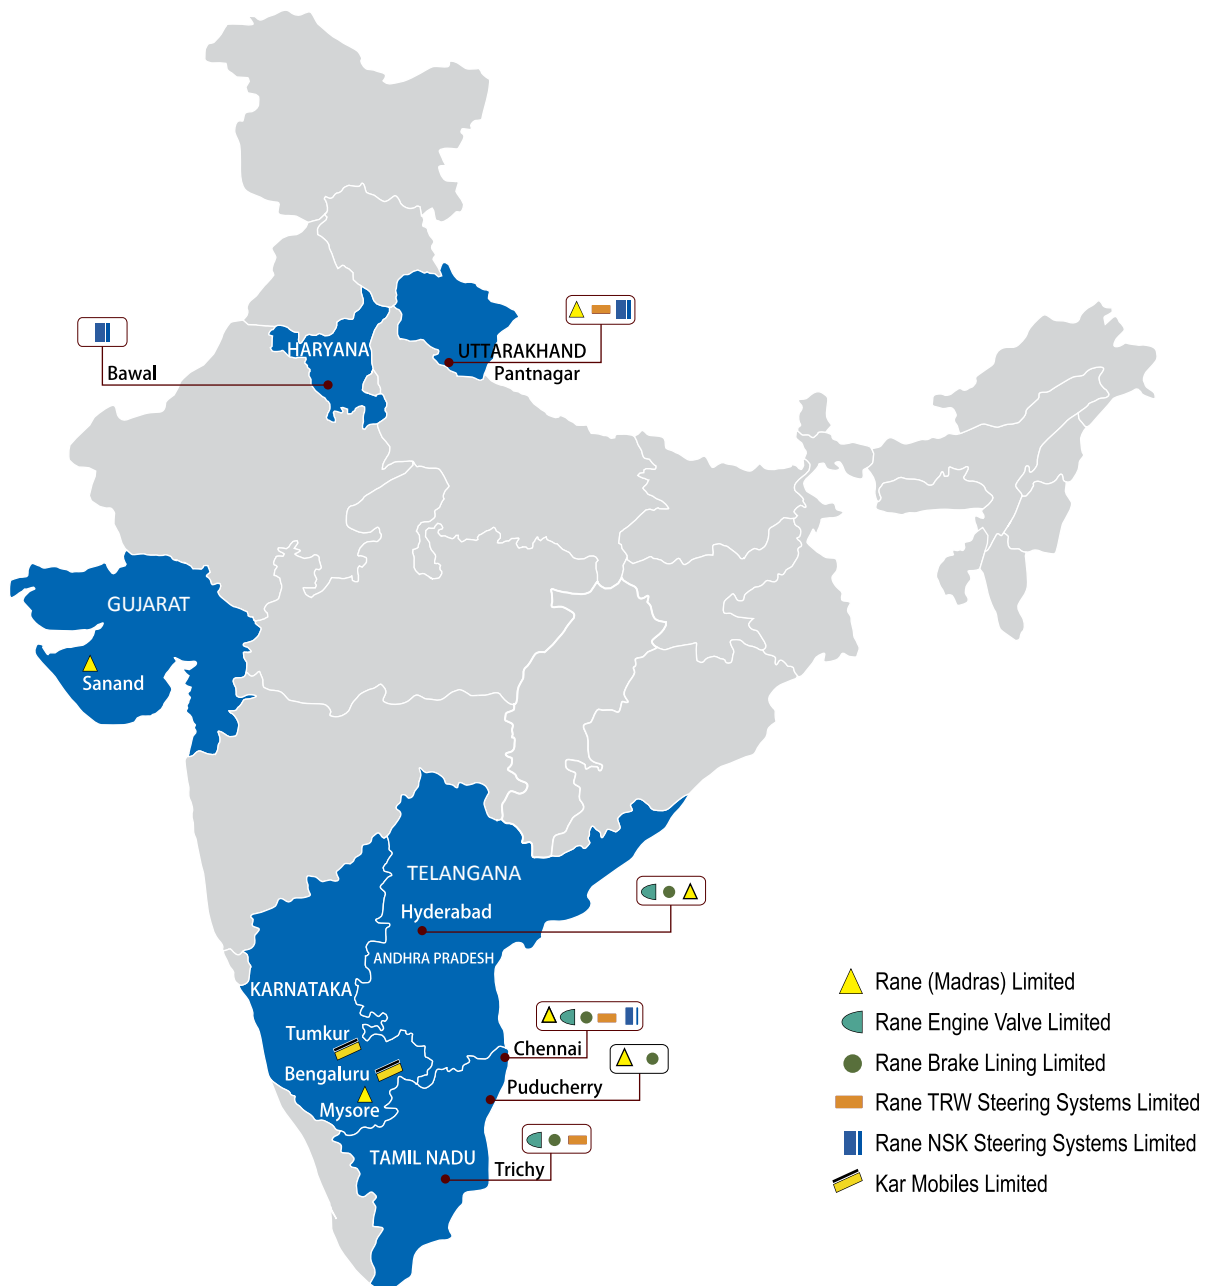 HARYANA
UTTARAKHAND
Pantnagar
Bawal
GUJARAT
Sanand
TELANGANA
Hyderabad
ANDHRA PRADESH
KARNATAKA
Tumkur
Bengaluru
Mysore
Chennai
Puducherry
TAMIL NADU
Trichy
Rane (Madras) Limited
Rane Engine Valve Limited
Rane Brake Lining Limited
Rane TRW Steering Systems Limited
Rane NSK Steering Systems Limited
Kar Mobiles Limited